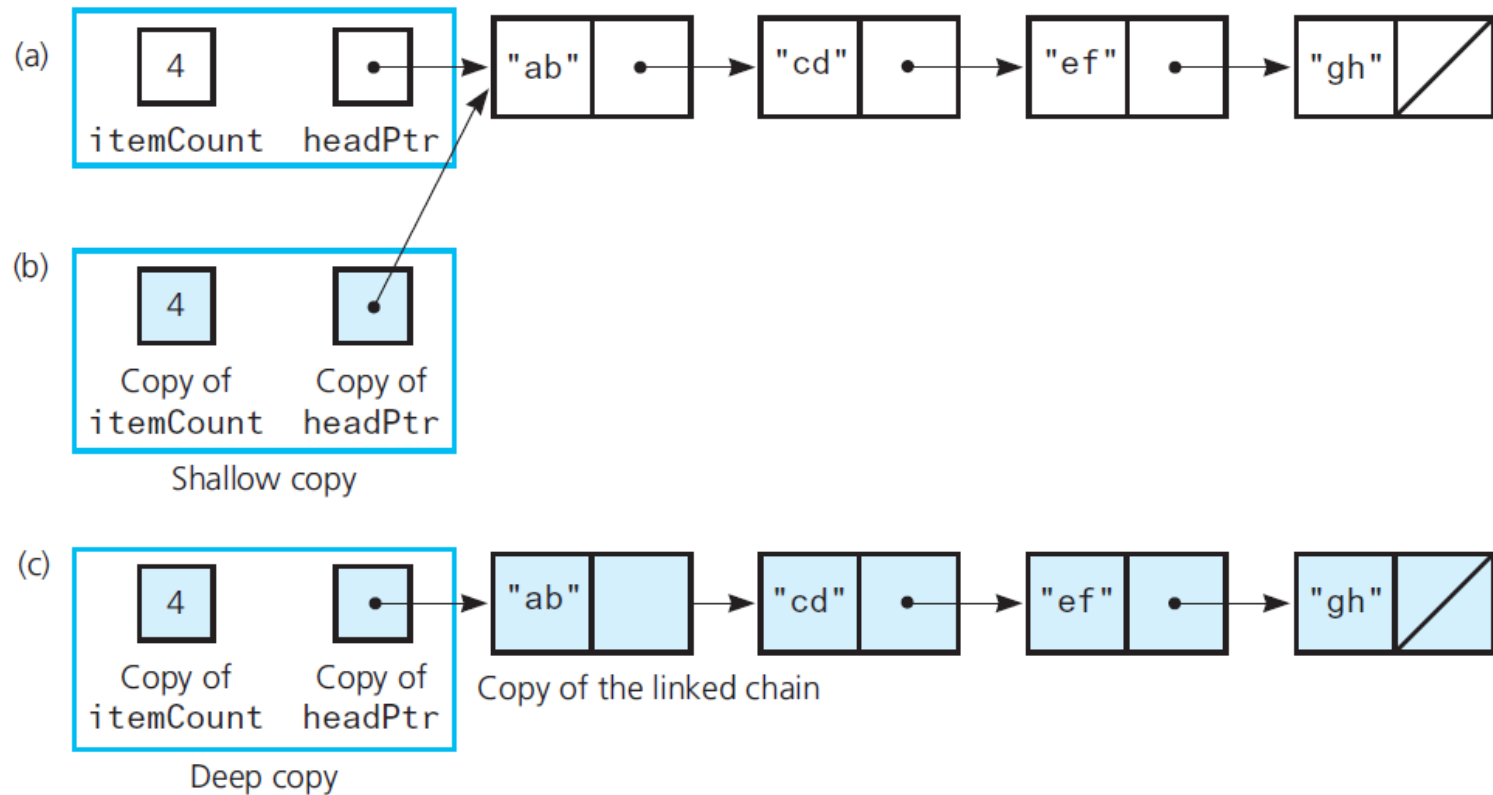 (a)
4
itemCount
headPtr
"ab"
"cd"
"ef"
"gh"
(b)
4
Copy of
itemCount
Copy of
headPtr
Shallow copy
(c)
4
Copy of
itemCount
Copy of
headPtr
"ab"
"cd"
"ef"
"gh"
Copy of the linked chain
Deep copy